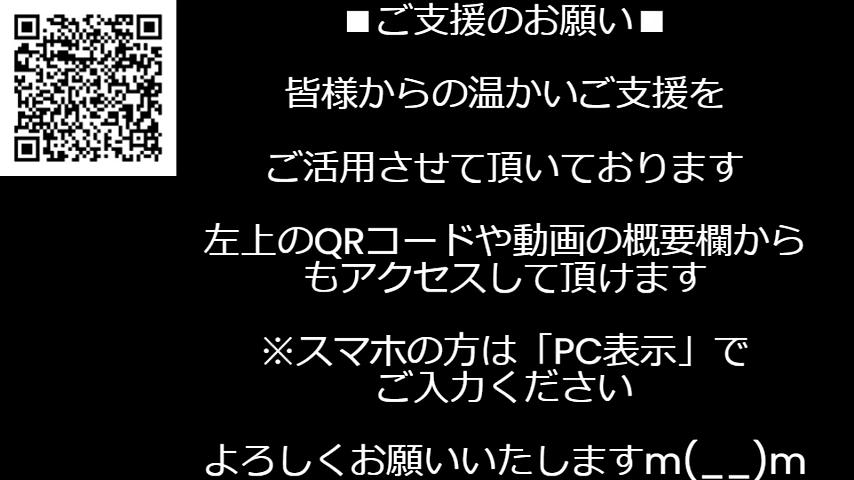 ■ご支援のお願い■
皆様からの温かいご支援を
ご活用させて頂いております
左上のQRコードや動画の概要欄から
もアクセスして頂けます
※スマホの方は「PC表示」で
ご入力ください
よろしくお願いいたしますm(__)m